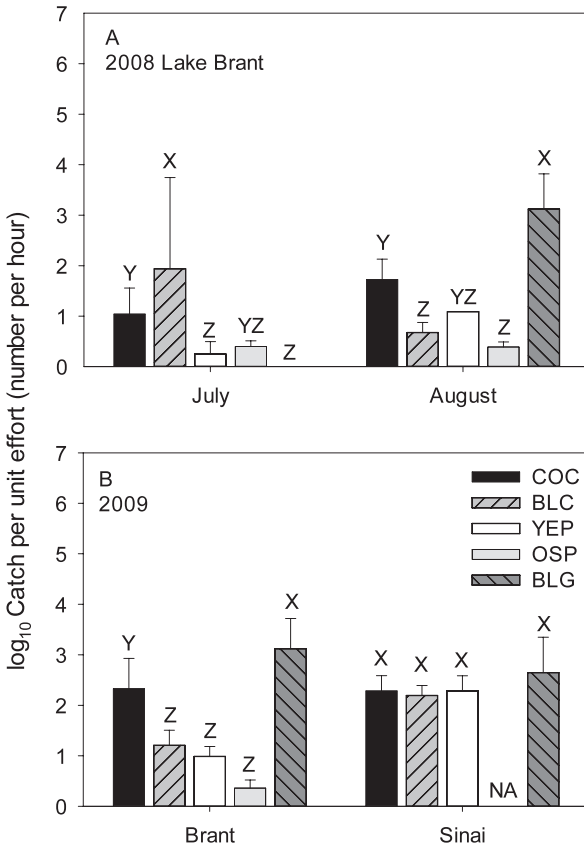 A
2008 Lake Brant
7
6
5
4
3
2
1
0
Y
X
Z
YZ
Z
Y
Z
YZ
Z
X
July
August
log10 Catch per unit effort (number per hour)
B
2009
7
6
5
4
3
2
1
0
COC
BLC
YEP
OSP
BLG
Y
Z
Z
Z
X
X
X
X
NA
X
Brant
Sinai